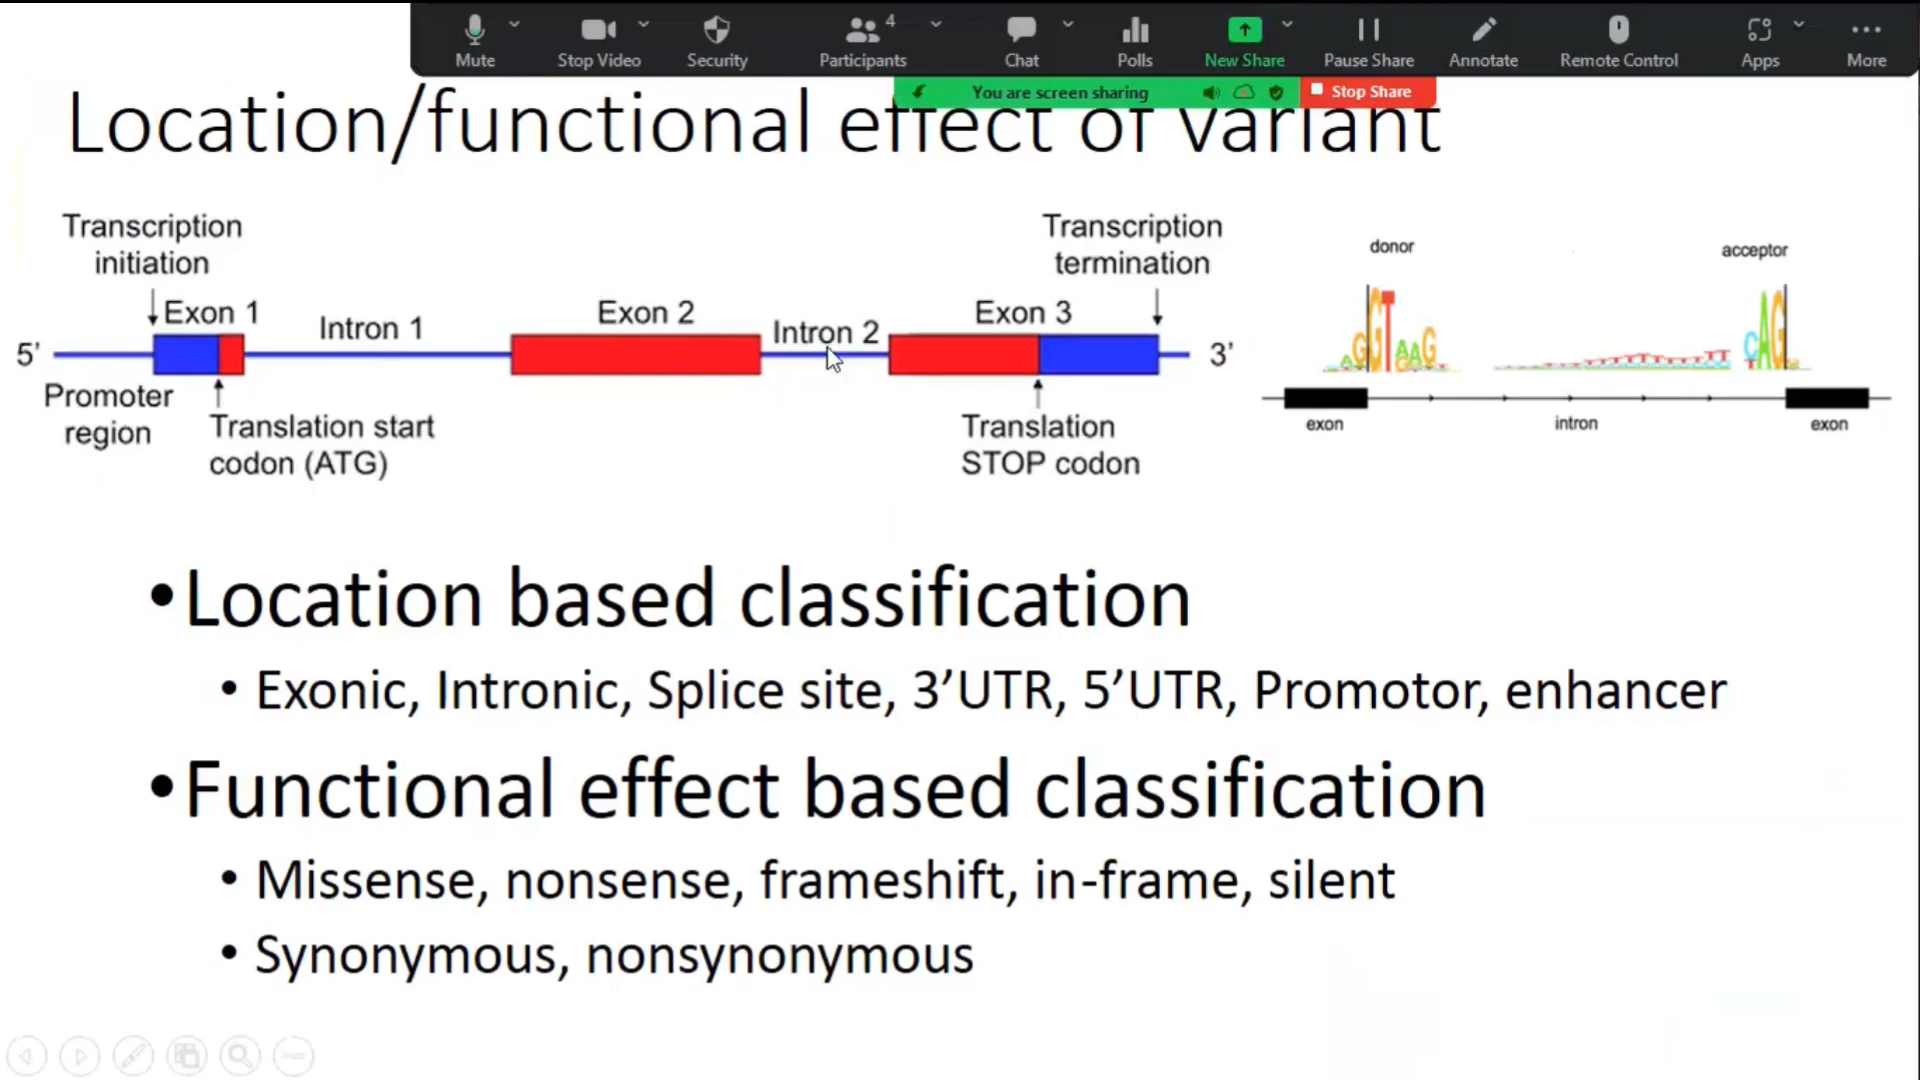 Mute
Stop Video
Security
Participants
4
Chat
Polls
New Share
Pause Share
Annotate
Remote Control
Apps
More
You are screen sharing
Stop Share
Location/functional effect of variant
Transcription
initiation
Transcription
termination
donor
acceptor
Exon 1
Intron 1
Exon 2
Intron 2
Exon 3
5’
3’
Promoter
region
Translation start
codon (ATG)
Translation
STOP codon
GT
CAG
exon
intron
exon
•Location based classification
• Exonic, Intronic, Splice site, 3’UTR, 5’UTR, Promotor, enhancer
•Functional effect based classification
• Missense, nonsense, frameshift, in-frame, silent
• Synonymous, nonsynonymous